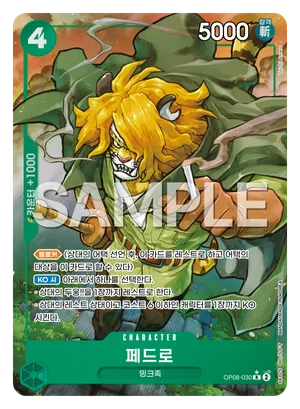 4
5000
참격
斬
카운터 +1000
SAMPLE
블로커 (상대의 어택 선언 후, 이 카드를 레스트로 하고 어택의
대상을 이 카드로 할 수 있다)
KO 시 아래에서 하나를 선택한다.
· 상대의 두웅!!을 1장까지 레스트로 한다.
· 상대의 레스트 상태이고 코스트 6 이하인 캐릭터를 1장까지 KO
시킨다.
CHARACTER
페드로
밍크족
OP08-030 R
2